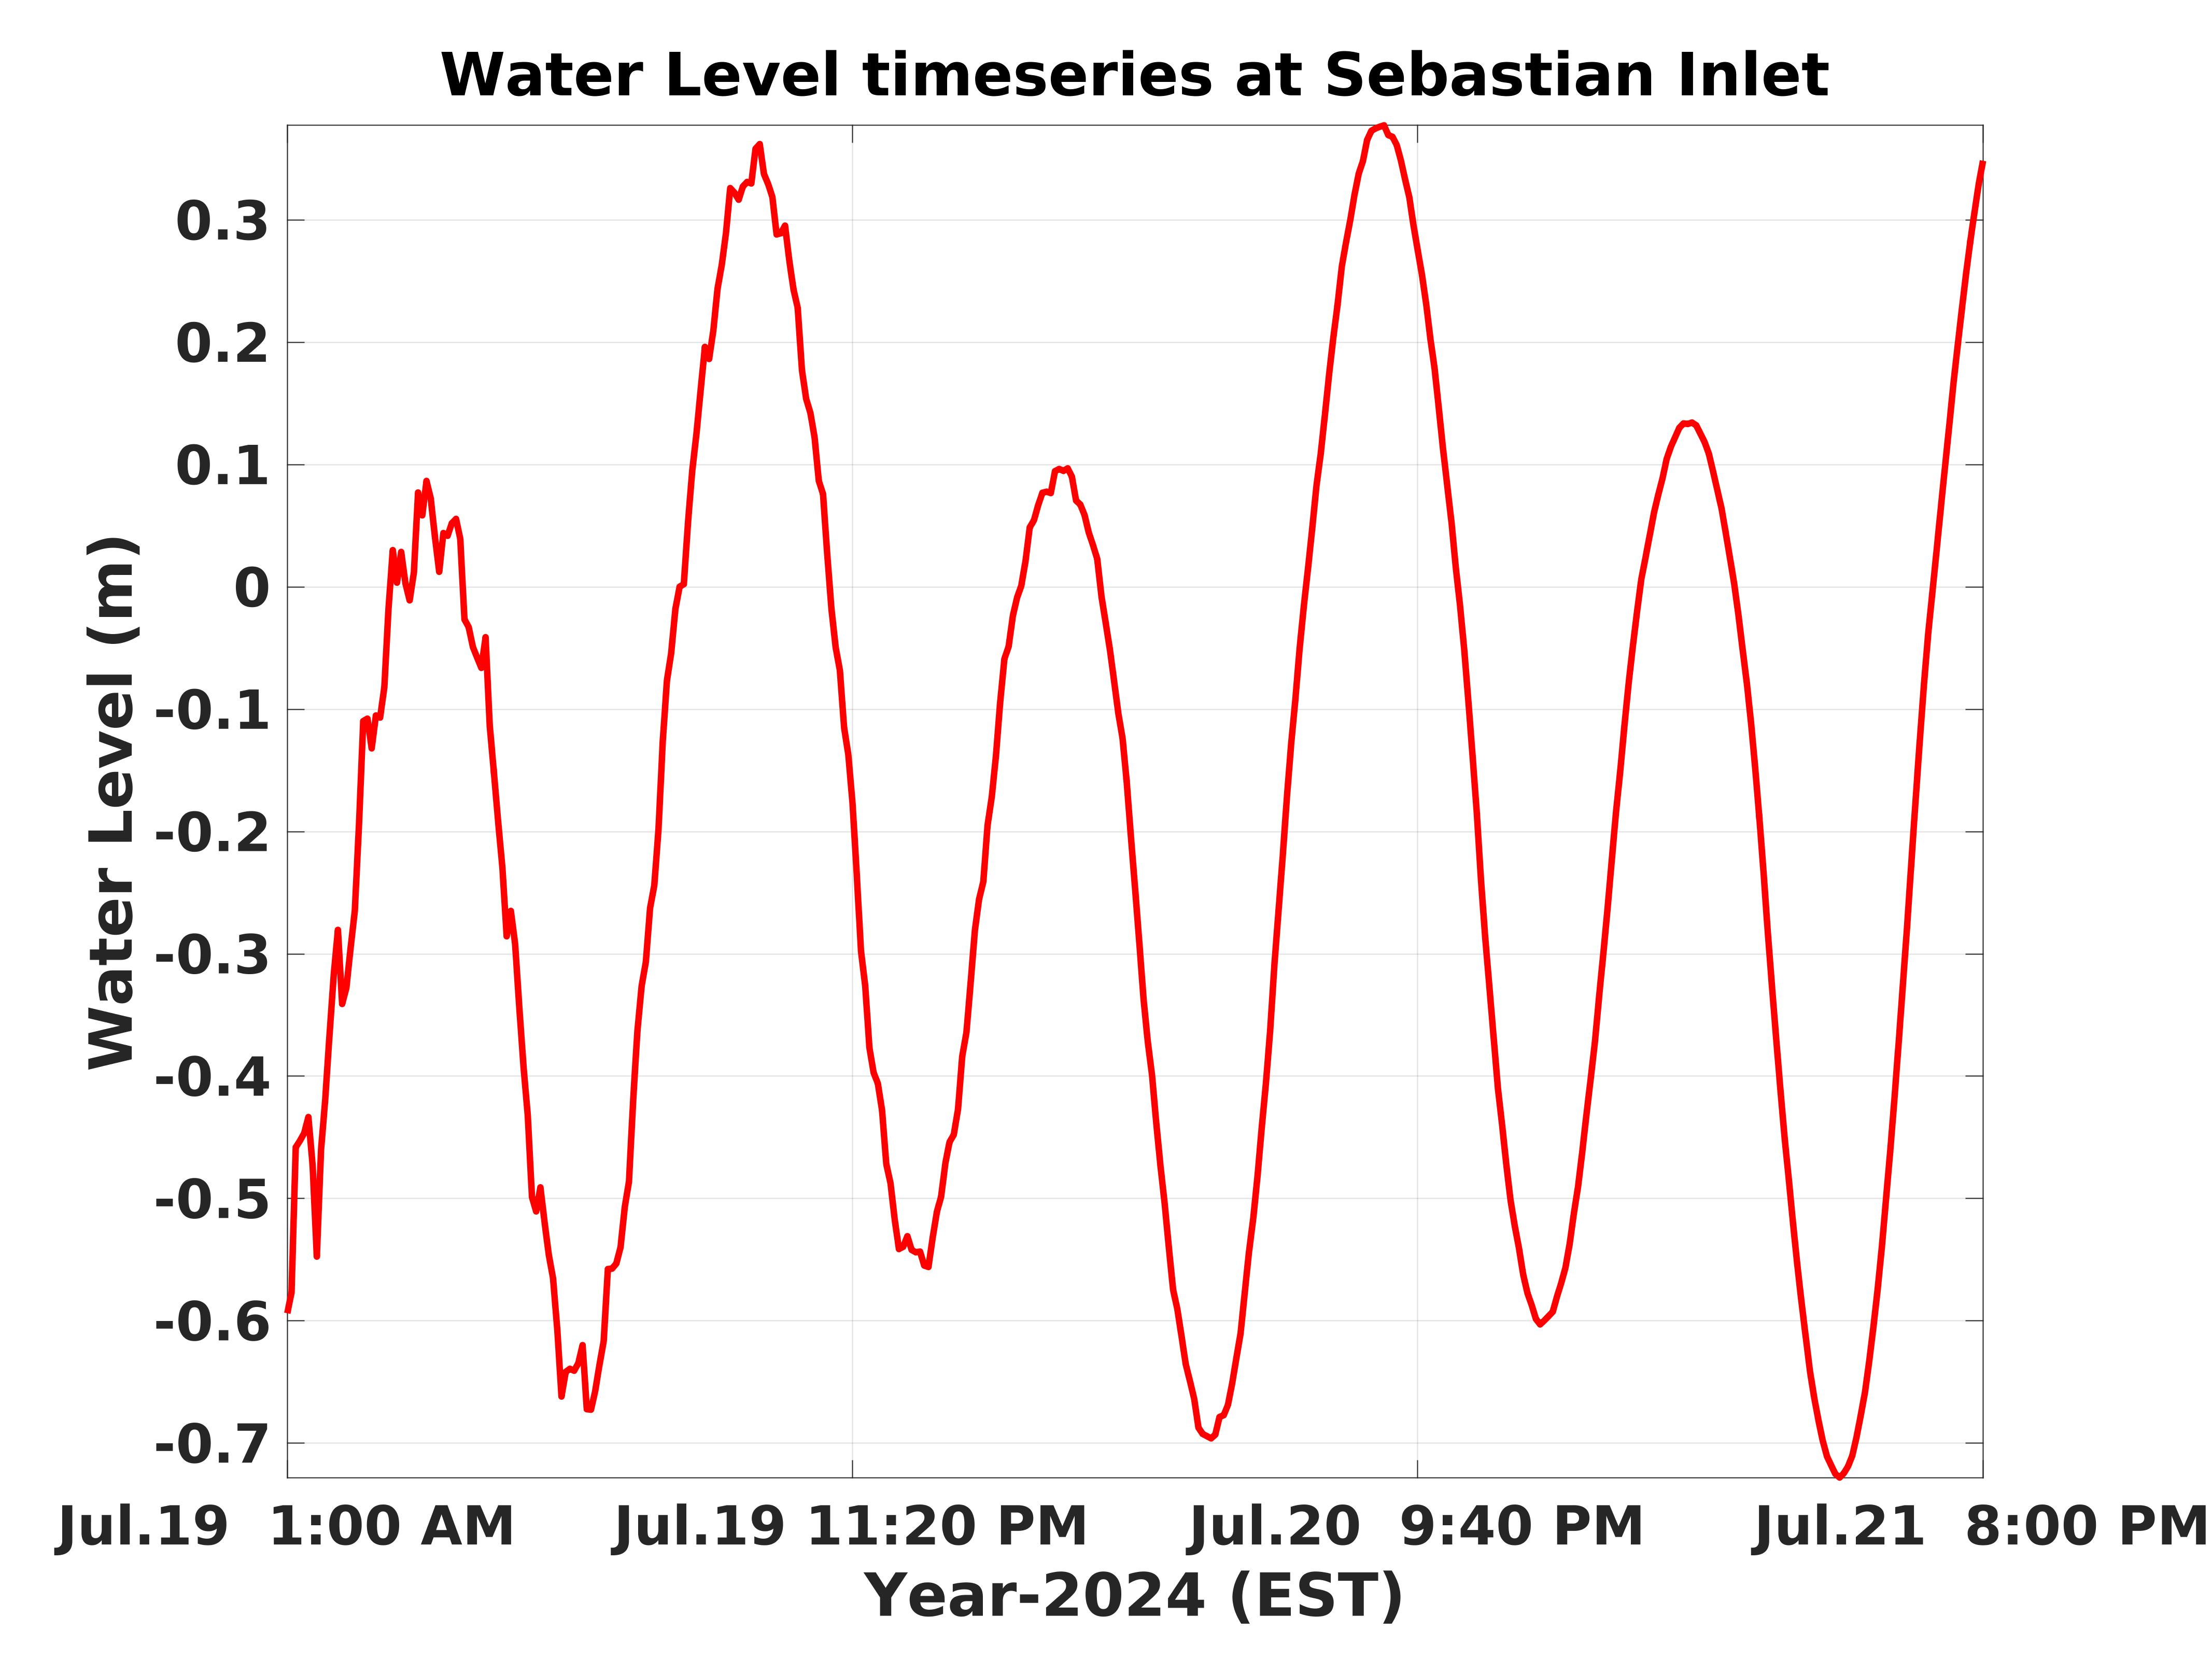 Water Level timeseries at Sebastian Inlet
0.3
0.2
0.1
0
-0.1
-0.2
-0.3
-0.4
-0.5
-0.6
-0.7
Water Level (m)
Jul.19 1:00 AM Jul.19 11:20 PM Jul.20 9:40 PM Jul.21 8:00 PM
Year-2024 (EST)